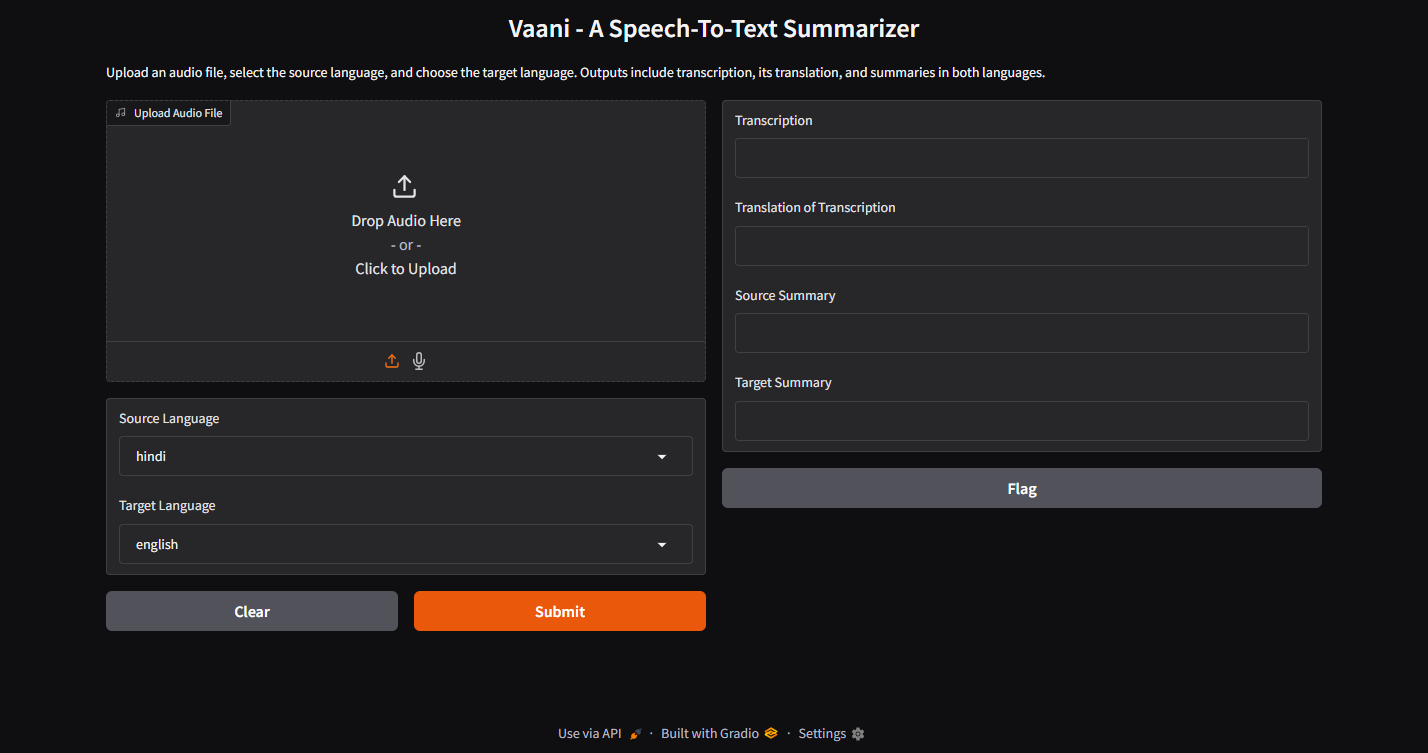 Vaani - A Speech-To-Text Summarizer
Upload an audio file, select the source language, and choose the target language. Outputs include transcription, its translation, and summaries in both languages.
Upload Audio File
Drop Audio Here
- or -
Click to Upload
Source Language
hindi
Target Language
english
Clear
Submit
Transcription
Translation of Transcription
Source Summary
Target Summary
Flag
Use via API · Built with Gradio · Settings